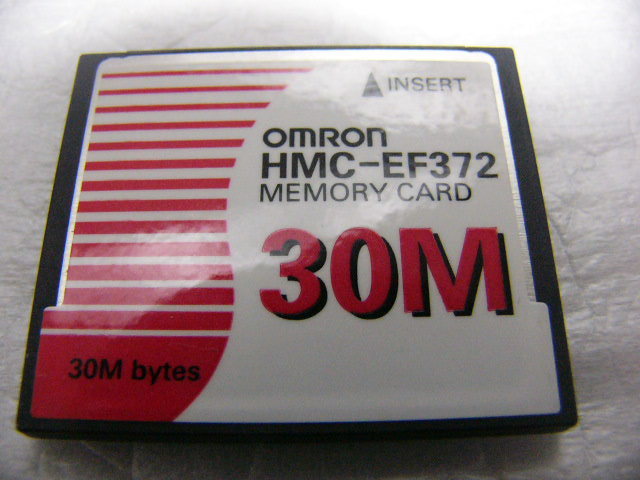 INSERT
omron
HMC-EF372
MEMORY CARD
30M
30M bytes